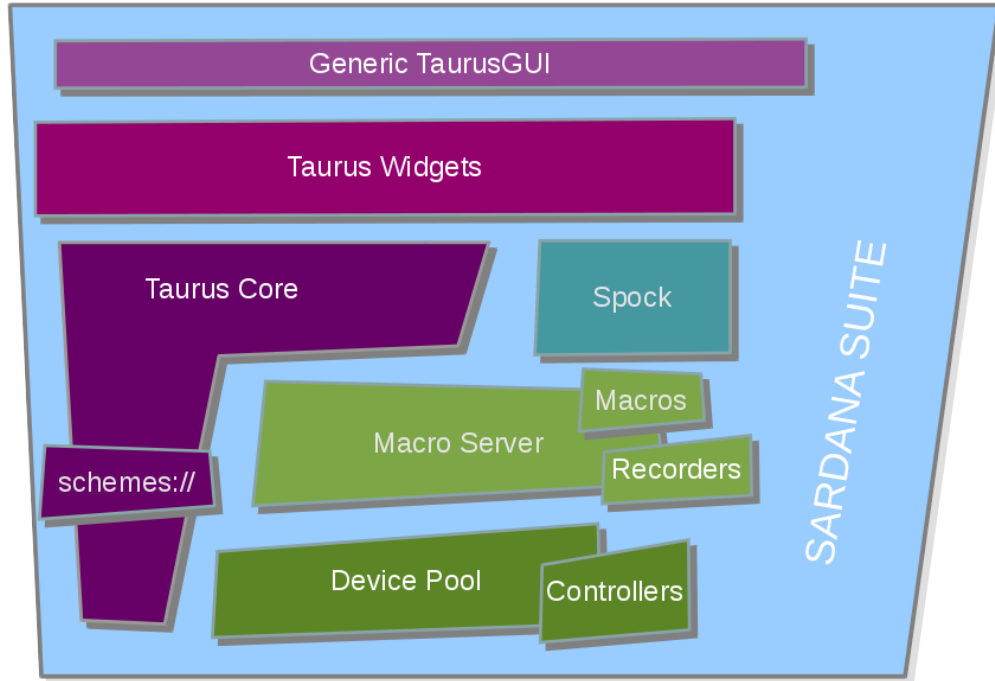 Generic TaurusGUI
Taurus Widgets
Taurus Core
Spock
SARDANA SUITE
Macros
Macro Server
Recorders
schemes://
Device Pool
Controllers